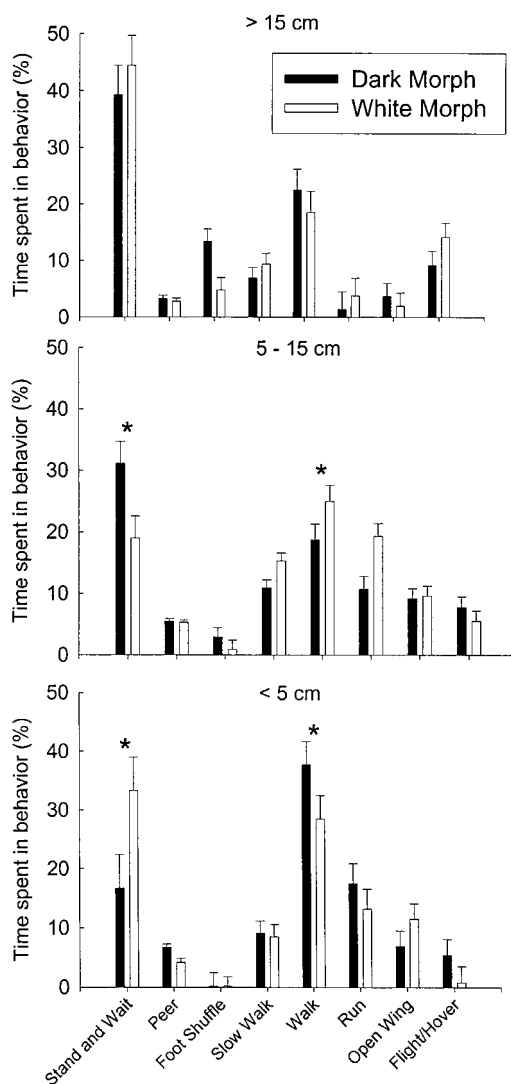 > 15 cm
Time spent in behavior (%)
50
40
30
20
10
0
Dark Morph
White Morph
5 - 15 cm
Time spent in behavior (%)
50
40
30
20
10
0
*
*
< 5 cm
Time spent in behavior (%)
50
40
30
20
10
0
*
*
Stand and Wait
Peer
Foot Shuffle
Slow Walk
Walk
Run
Open Wing
Flight/Hover